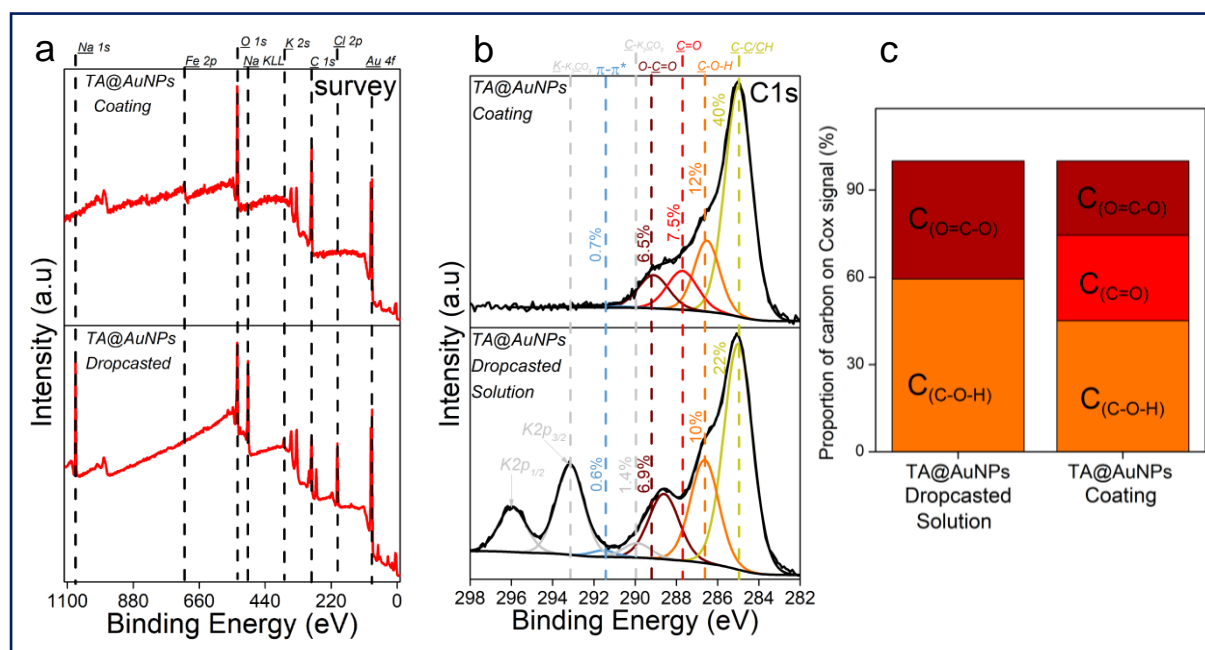 a
Na 1s
Fe 2p
O 1s
Na KLL
K 2s
C 1s
Cl 2p
Au 4f
survey
TA@AuNPs
Coating
TA@AuNPs
Dropcasted
Intensity (a.u)
1100 880 660 440 220 0
Binding Energy (eV)
b
K-K₂CO₃
π-π*
C-K₂CO₃
O-C=O
C=O
C-O-H
C-C/CH
C1s
TA@AuNPs
Coating
0.7%
6.5%
7.5%
12%
40%
TA@AuNPs
Dropcasted
Solution
K2p1/2
K2p3/2
0.6%
1.4%
6.9%
10%
22%
Intensity (a.u)
298 296 294 292 290 288 286 284 282
Binding Energy (eV)
c
Proportion of carbon on Cox signal (%)
90
60
30
0
C(O=C-O)
C(C-O-H)
C(O=C-O)
C(C=O)
C(C-O-H)
TA@AuNPs
Dropcasted
Solution
TA@AuNPs
Coating